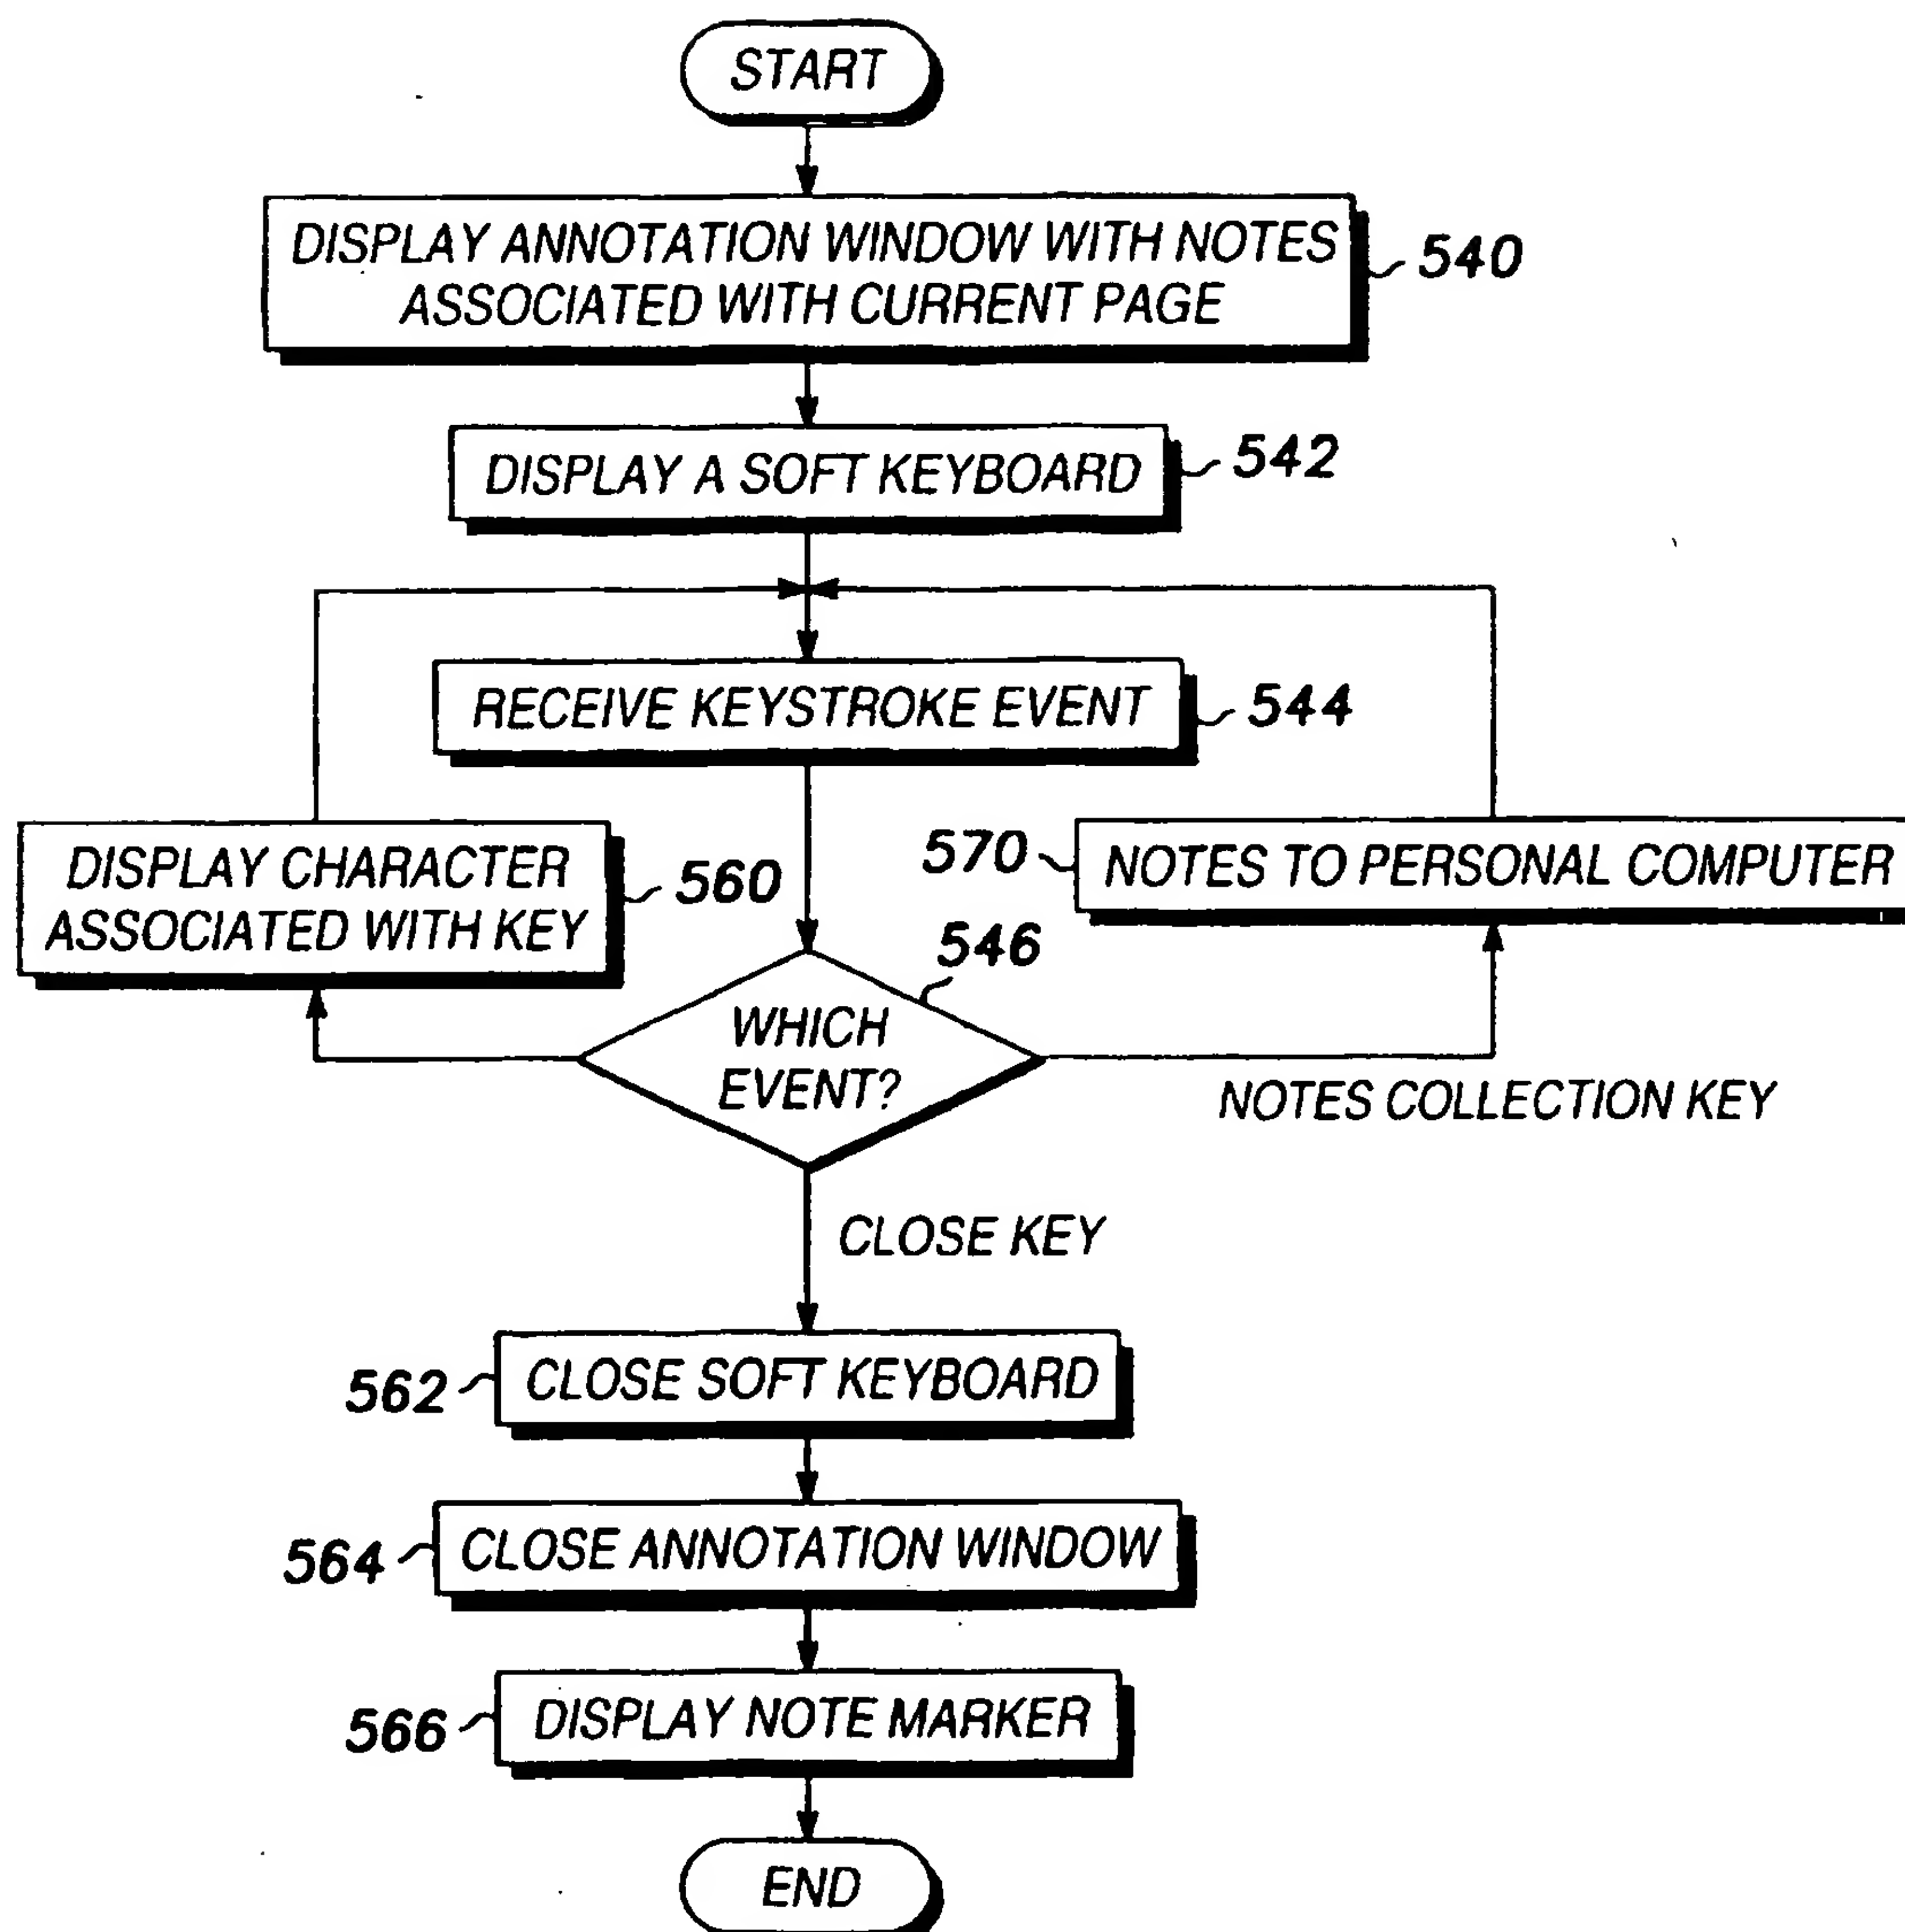 START
DISPLAY ANNOTATION WINDOW WITH NOTES
ASSOCIATED WITH CURRENT PAGE
540
DISPLAY A SOFT KEYBOARD
542
RECEIVE KEYSTROKE EVENT
544
DISPLAY CHARACTER
ASSOCIATED WITH KEY
560
570
NOTES TO PERSONAL COMPUTER
546
WHICH
EVENT?
NOTES COLLECTION KEY
CLOSE KEY
562
CLOSE SOFT KEYBOARD
564
CLOSE ANNOTATION WINDOW
566
DISPLAY NOTE MARKER
END